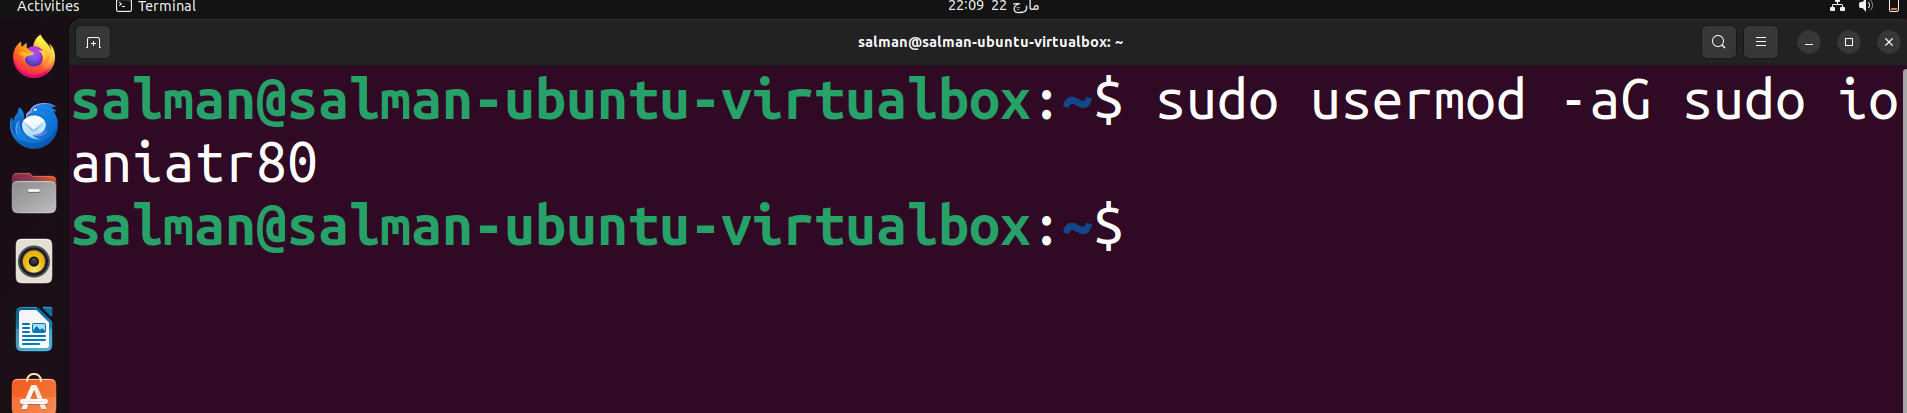 Activities Terminal 22:09 22 مارچ
salman@salman-ubuntu-virtualbox: ~
salman@salman-ubuntu-virtualbox:~$ sudo usermod -aG sudo io
aniatr80
salman@salman-ubuntu-virtualbox:~$